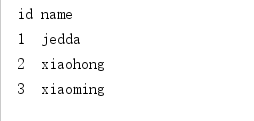 id name
1 jedda
2 xiaohong
3 xiaoming